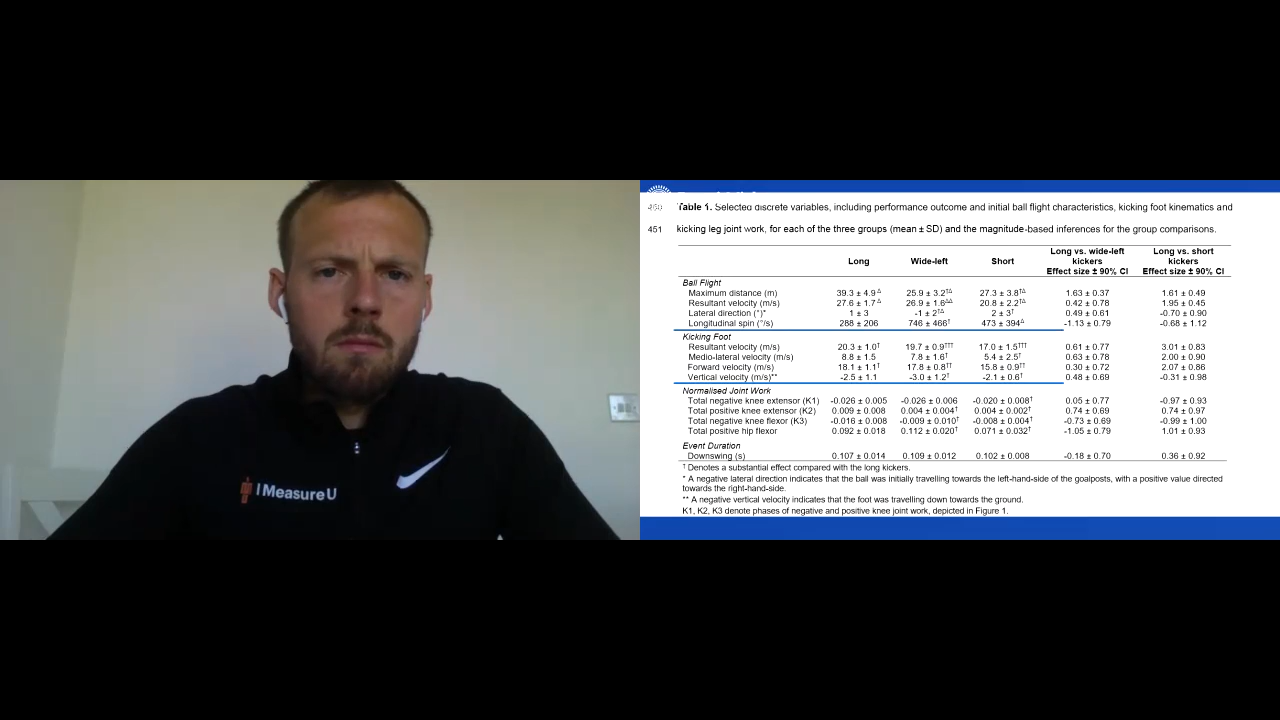 I MeasureU
Table 1. Selected discrete variables, including performance outcome and initial ball flight characteristics, kicking foot kinematics and
451 kicking leg joint work, for each of the three groups (mean ± SD) and the magnitude-based inferences for the group comparisons.
Long vs. wide-left kickers Effect size ± 90% CI
Long vs. short kickers Effect size ± 90% CI
Long Wide-left Short
Ball Flight
Maximum distance (m) 39.3 ± 4.9 Δ 25.9 ± 3.2†Δ 27.3 ± 3.8†Δ 1.63 ± 0.37 1.61 ± 0.49
Resultant velocity (m/s) 27.6 ± 1.7 Δ 26.9 ± 1.6ΔΔ 20.8 ± 2.2†Δ 0.42 ± 0.78 1.95 ± 0.45
Lateral direction (°)* 1 ± 3 -1 ± 2†Δ 2 ± 3† 0.49 ± 0.61 -0.70 ± 0.90
Longitudinal spin (°/s) 288 ± 206 746 ± 466† 473 ± 394Δ -1.13 ± 0.79 -0.68 ± 1.12
Kicking Foot
Resultant velocity (m/s) 20.3 ± 1.0† 19.7 ± 0.9††† 17.0 ± 1.5††† 0.61 ± 0.77 3.01 ± 0.83
Medio-lateral velocity (m/s) 8.8 ± 1.5 7.8 ± 1.6† 5.4 ± 2.5† 0.63 ± 0.78 2.00 ± 0.90
Forward velocity (m/s) 18.1 ± 1.1† 17.8 ± 0.8†† 15.8 ± 0.9†† 0.30 ± 0.72 2.07 ± 0.86
Vertical velocity (m/s)** -2.5 ± 1.1 -3.0 ± 1.2† -2.1 ± 0.6† 0.48 ± 0.69 -0.31 ± 0.98
Normalised Joint Work
Total negative knee extensor (K1) -0.026 ± 0.005 -0.026 ± 0.006 -0.020 ± 0.008† 0.05 ± 0.77 -0.97 ± 0.93
Total positive knee extensor (K2) 0.009 ± 0.008 0.004 ± 0.004† 0.004 ± 0.002† 0.74 ± 0.69 0.74 ± 0.97
Total negative knee flexor (K3) -0.016 ± 0.008 -0.009 ± 0.010† -0.008 ± 0.004† -0.73 ± 0.69 -0.99 ± 1.00
Total positive hip flexor 0.092 ± 0.018 0.112 ± 0.020† 0.071 ± 0.032† -1.05 ± 0.79 1.01 ± 0.93
Event Duration
Downswing (s) 0.107 ± 0.014 0.109 ± 0.012 0.102 ± 0.008 -0.18 ± 0.70 0.36 ± 0.92
† Denotes a substantial effect compared with the long kickers.
* A negative lateral direction indicates that the ball was initially travelling towards the left-hand-side of the goalposts, with a positive value directed
towards the right-hand-side.
** A negative vertical velocity indicates that the foot was travelling down towards the ground.
K1, K2, K3 denote phases of negative and positive knee joint work, depicted in Figure 1.